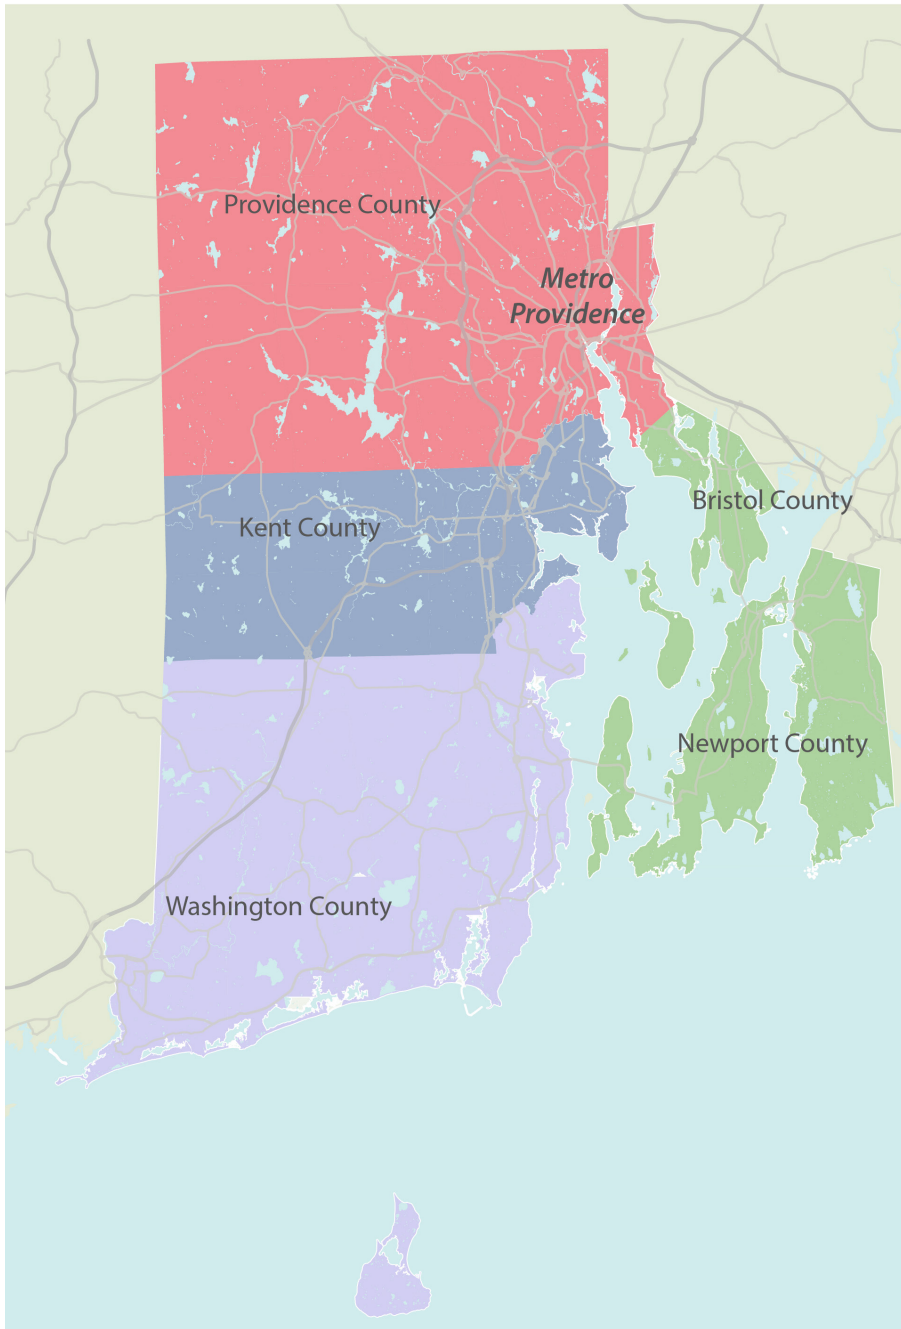 Providence County
Metro
Providence
Bristol County
Kent County
Newport County
Washington County